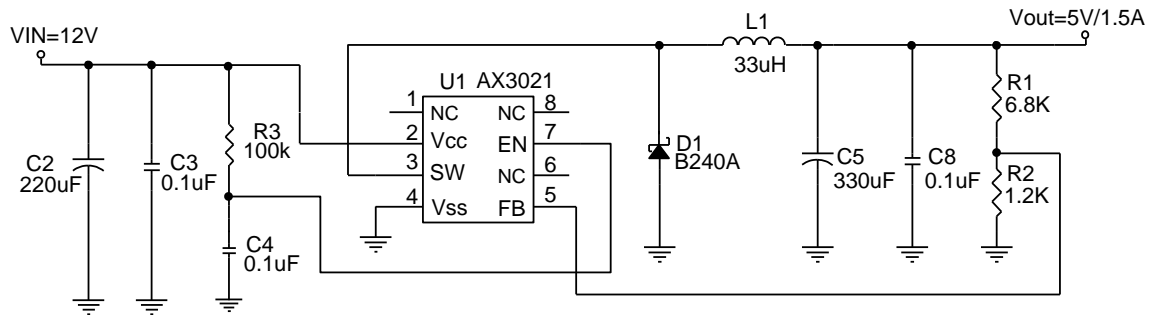 VIN=12V
L1
Vout=5V/1.5A
33uH
U1 AX3021
1
NC
NC
8
2
Vcc
EN
7
3
SW
NC
6
4
Vss
FB
5
R3
100k
C2
220uF
C3
0.1uF
C4
0.1uF
D1
B240A
C5
330uF
C8
0.1uF
R1
6.8K
R2
1.2K